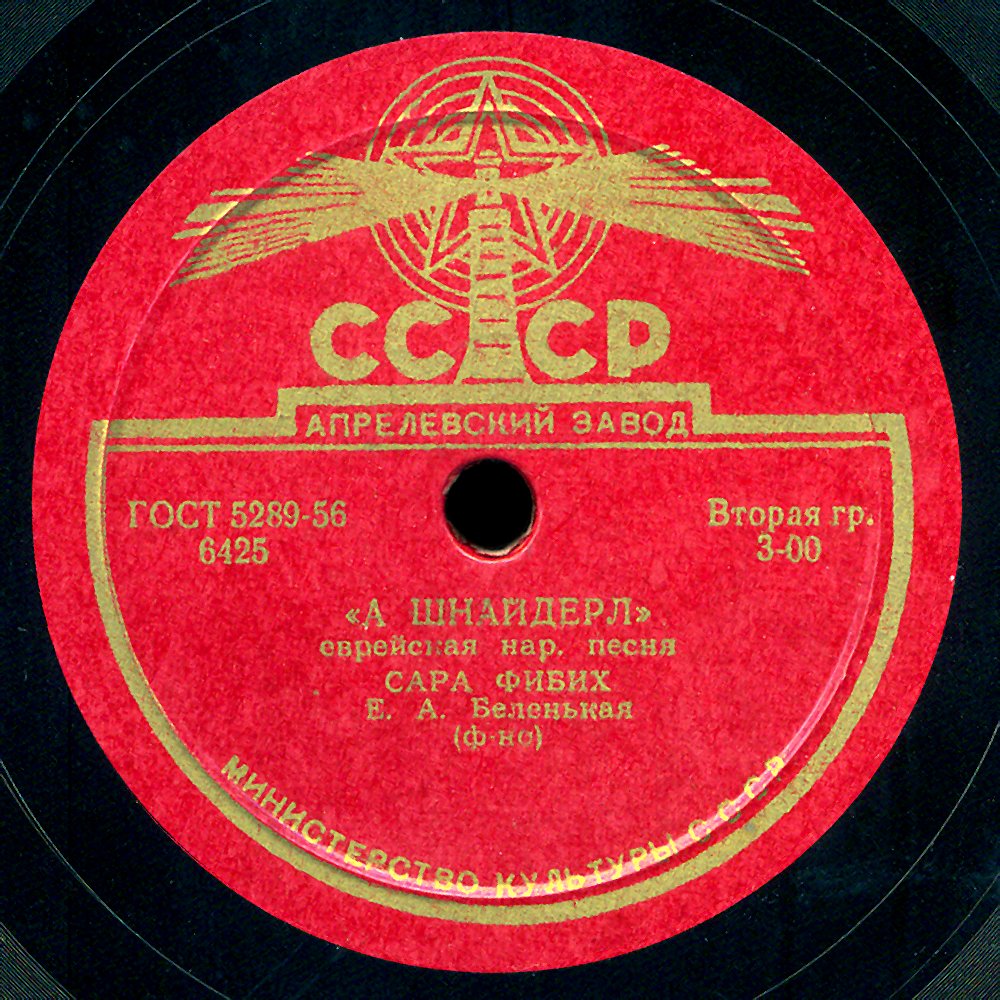 СССР
АПРЕЛЕВСКИЙ ЗАВОД
ГОСТ 5289-56
6425
Вторая гр.
3-00
«А ШНАЙДЕРЛ»
еврейская нар. песня
САРА ФИБИХ
Е. А. Беленькая
(ф-но)
МИНИСТЕРСТВО КУЛЬТУРЫ СССР